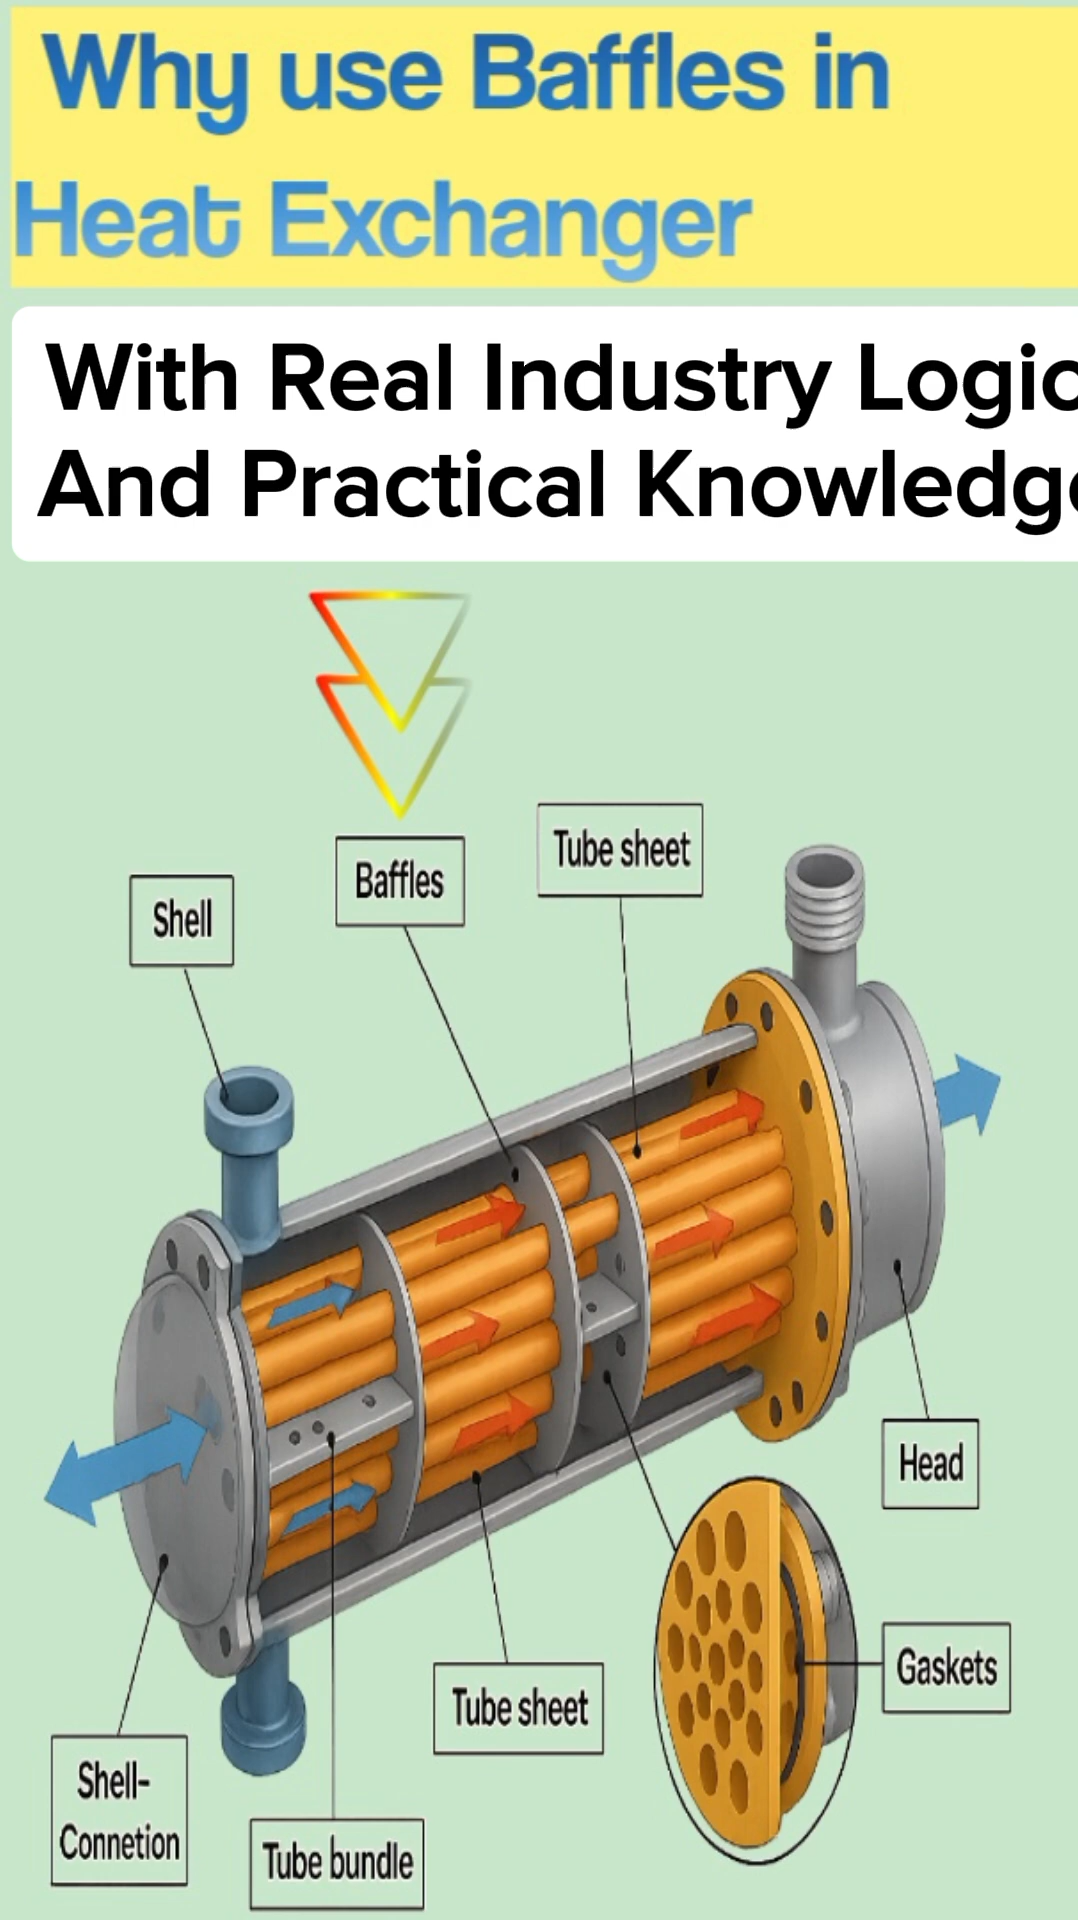 Why use Baffles in
Heat Exchanger
With Real Industry Logic
And Practical Knowledge
Tube sheet
Baffles
Shell
Head
Gaskets
Tube sheet
Shell-
Connetion
Tube bundle